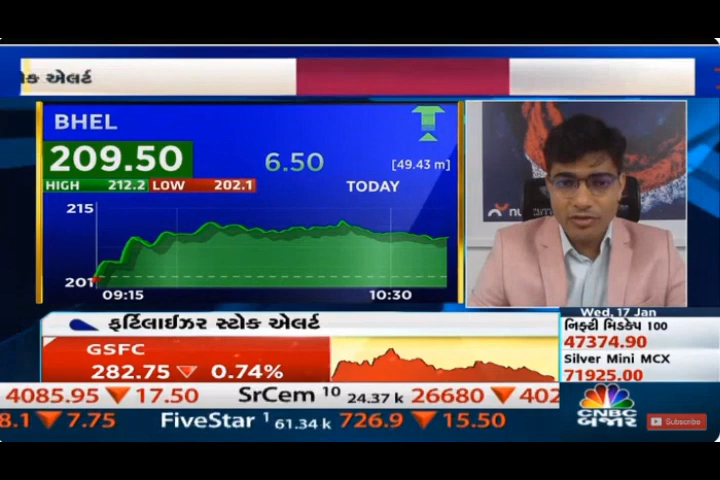 ક એલર્ટ
BHEL
209.50 6.50 [49.43 m]
HIGH 212.2 LOW 202.1 TODAY
215
201
09:15 10:30
Wed, 17 Jan
ફર્ટિલાઈઝર સ્ટોક એલર્ટ
GSFC
282.75 0.74%
નિફ્ટી મિડકેપ 100
47374.90
Silver Mini MCX
71925.00
4085.95 17.50 SrCem 10 24.37 k 26680 402
8.1 7.75 FiveStar 1 61.34 k 726.9 15.50
CNBC
બજાર
Subscribe